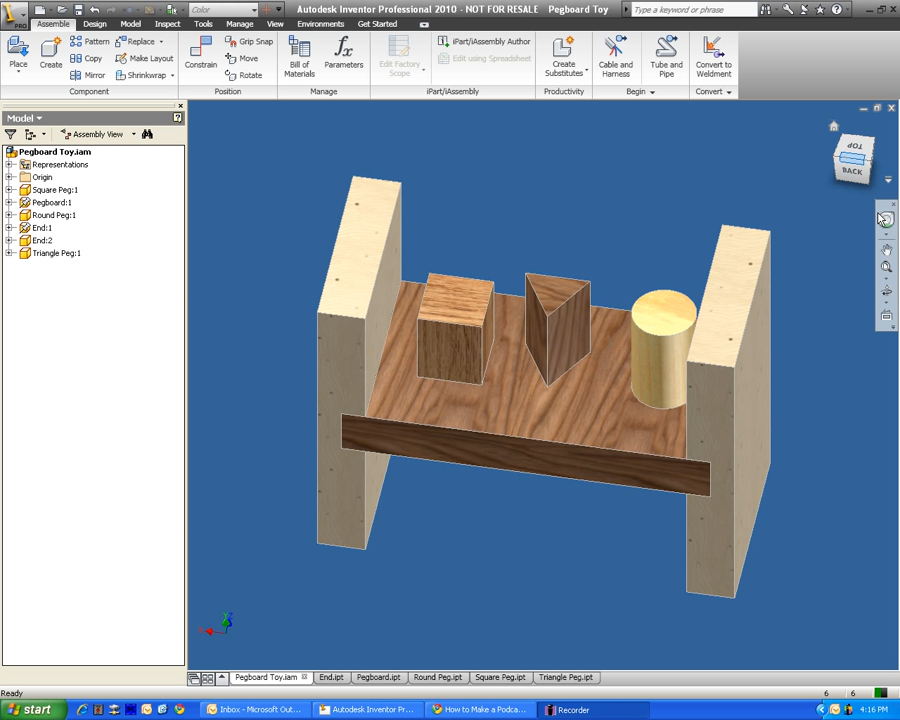 Color
Autodesk Inventor Professional 2010 - NOT FOR RESALE Pegboard Toy
Type a keyword or phrase
PRO
Assemble Design Model Inspect Tools Manage View Environments Get Started
Place
Create
Pattern
Copy
Mirror
Replace
Make Layout
Shrinkwrap
Component
Constrain
Grip Snap
Move
Rotate
Position
Bill of
Materials
Parameters
Manage
Edit Factory
Scope
iPart/iAssembly Author
Edit using Spreadsheet
iPart/iAssembly
Create
Substitutes
Productivity
Cable and
Harness
Tube and
Pipe
Begin
Convert to
Weldment
Convert
Model
Assembly View
Pegboard Toy.iam
Representations
Origin
Square Peg:1
Pegboard:1
Round Peg:1
End:1
End:2
Triangle Peg:1
TOP
BACK
Pegboard Toy.iam End.ipt Pegboard.ipt Round Peg.ipt Square Peg.ipt Triangle Peg.ipt
Ready 6 6
start Inbox - Microsoft Out... Autodesk Inventor Pr... How to Make a Podca... Recorder 4:16 PM